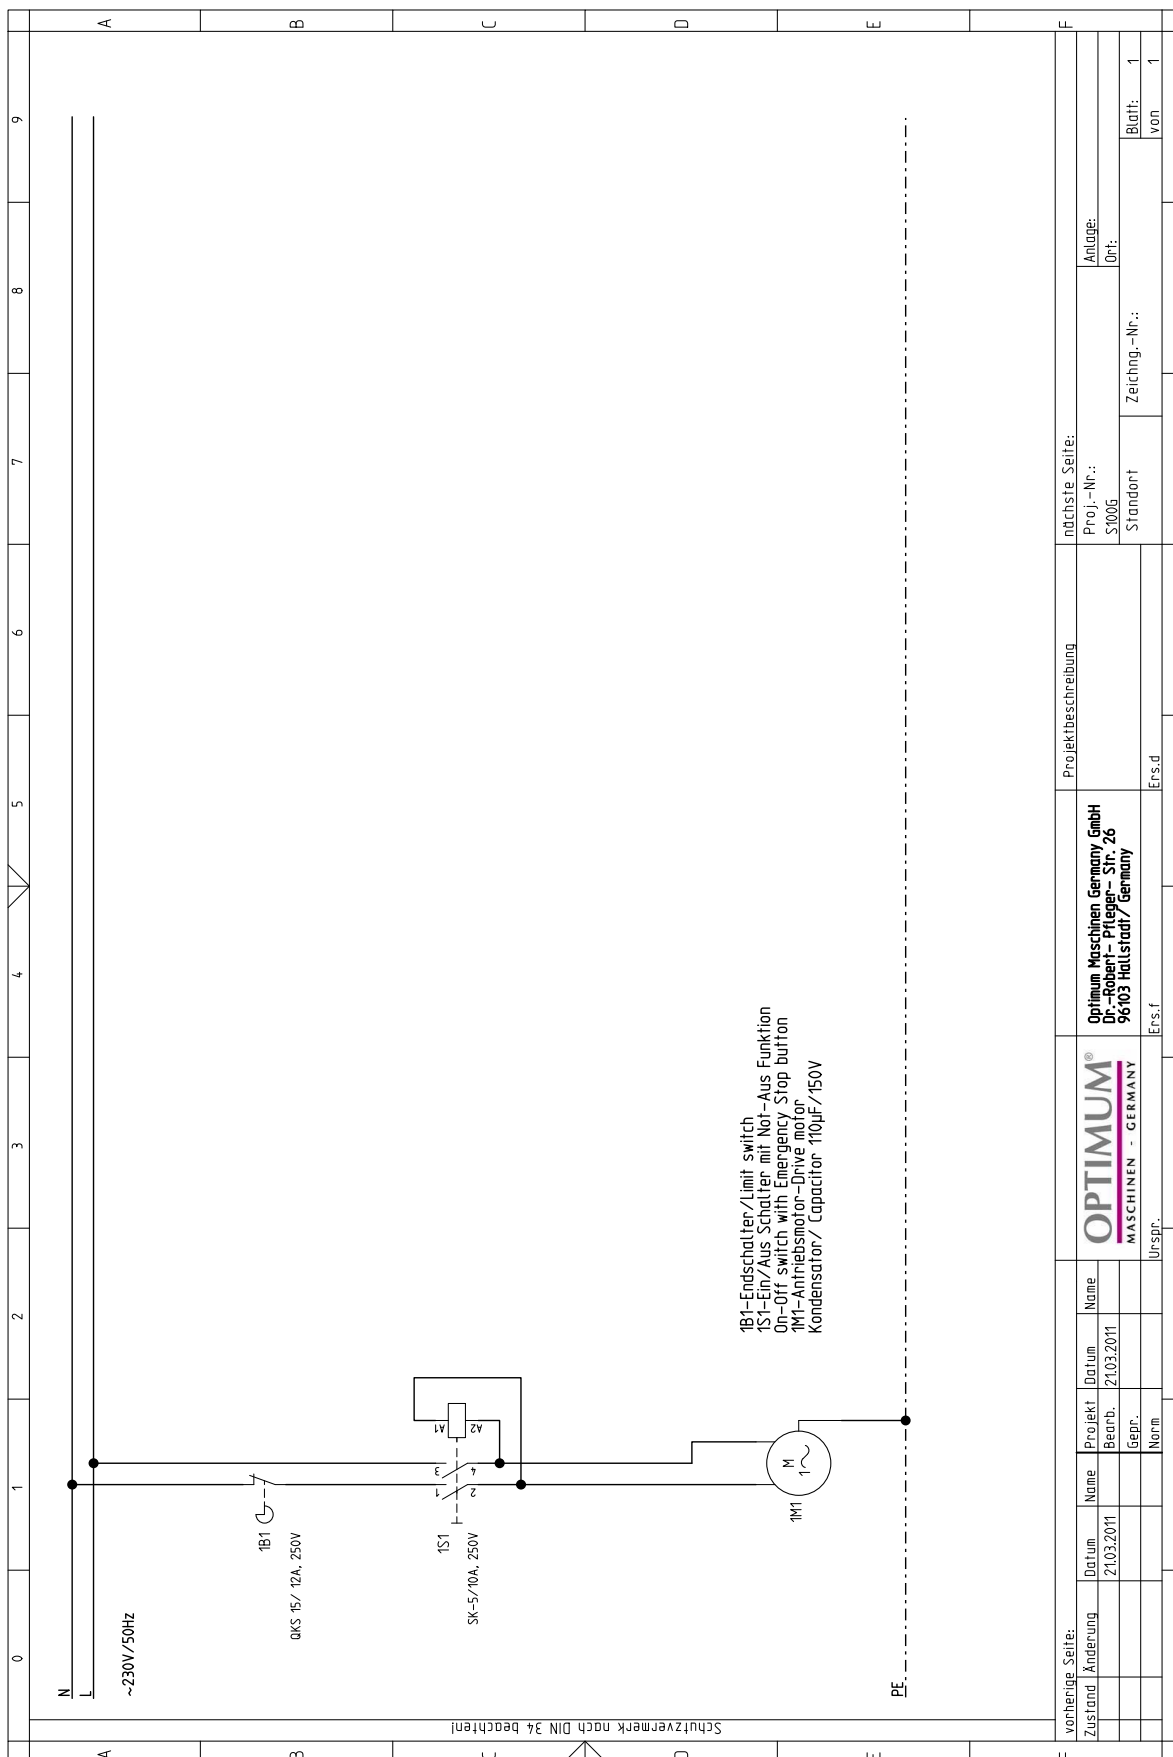 0 1 2 3 4 5 6 7 8 9
A
B
C
D
E
F
N
L
~230V/50Hz
1B1
QKS 15/ 12A, 250V
1S1
SK-5/10A, 250V
1
2
3
4
A1
A2
1M1
M
1
PE
1B1-Endschalter/Limit switch
1S1-Ein/Aus Schalter mit Not-Aus Funktion
On-Off switch with Emergency Stop button
1M1-Antriebsmotor-Drive motor
Kondensator/ Capacitor 110µF/150V
Schutzvermerk nach DIN 34 beachten!
A
B
C
D
E
F
vorherige Seite:
Projektbeschreibung
nächste Seite:
Zustand Änderung Datum Name Projekt Datum Name
21.03.2011 Bearb. 21.03.2011
Gepr.
Norm
Urspr.
Ers.f
Ers.d
OPTIMUM®
MASCHINEN - GERMANY
Optimum Maschinen Germany GmbH
Dr.-Robert- Pfleger- Str. 26
96103 Hallstadt/ Germany
Proj.-Nr.:
S100G
Anlage:
Ort:
Standort
Zeichng.-Nr.:
Blatt: 1
von 1